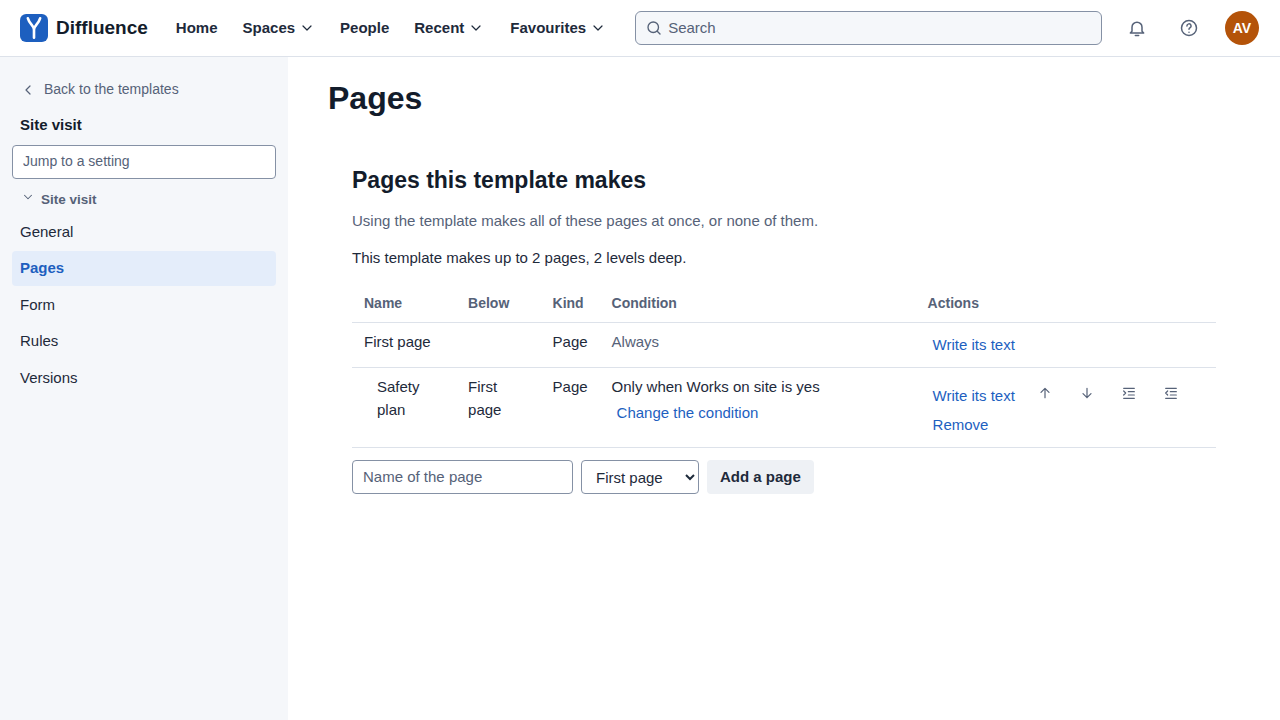 Diffluence
Home
Spaces
People
Recent
Favourites
Search
AV
Back to the templates
Site visit
Jump to a setting
Site visit
General
Pages
Form
Rules
Versions
Pages
Pages this template makes
Using the template makes all of these pages at once, or none of them.
This template makes up to 2 pages, 2 levels deep.
Name Below Kind Condition Actions
First page Page Always Write its text
Safety plan First page Page Only when Works on site is yes Write its text
Change the condition
Remove
Name of the page First page Add a page